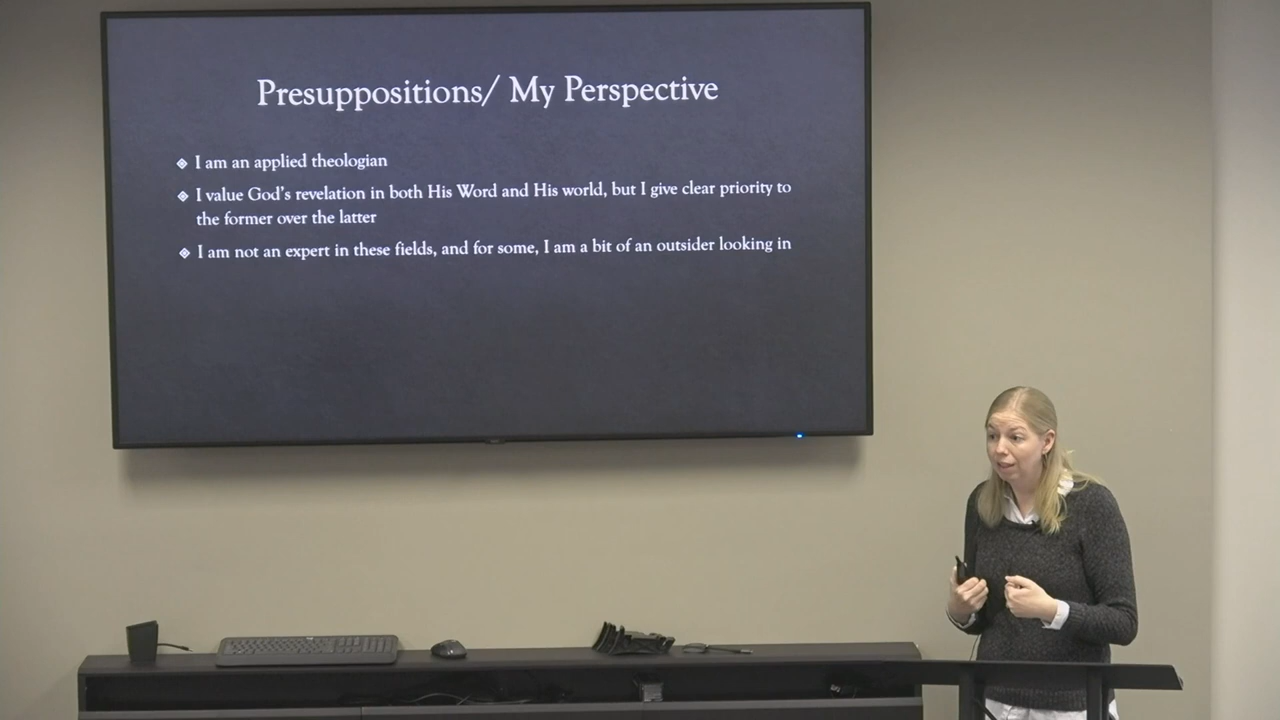 Presuppositions/ My Perspective
I am an applied theologian
I value God's revelation in both His Word and His world, but I give clear priority to
the former over the latter
I am not an expert in these fields, and for some, I am a bit of an outsider looking in